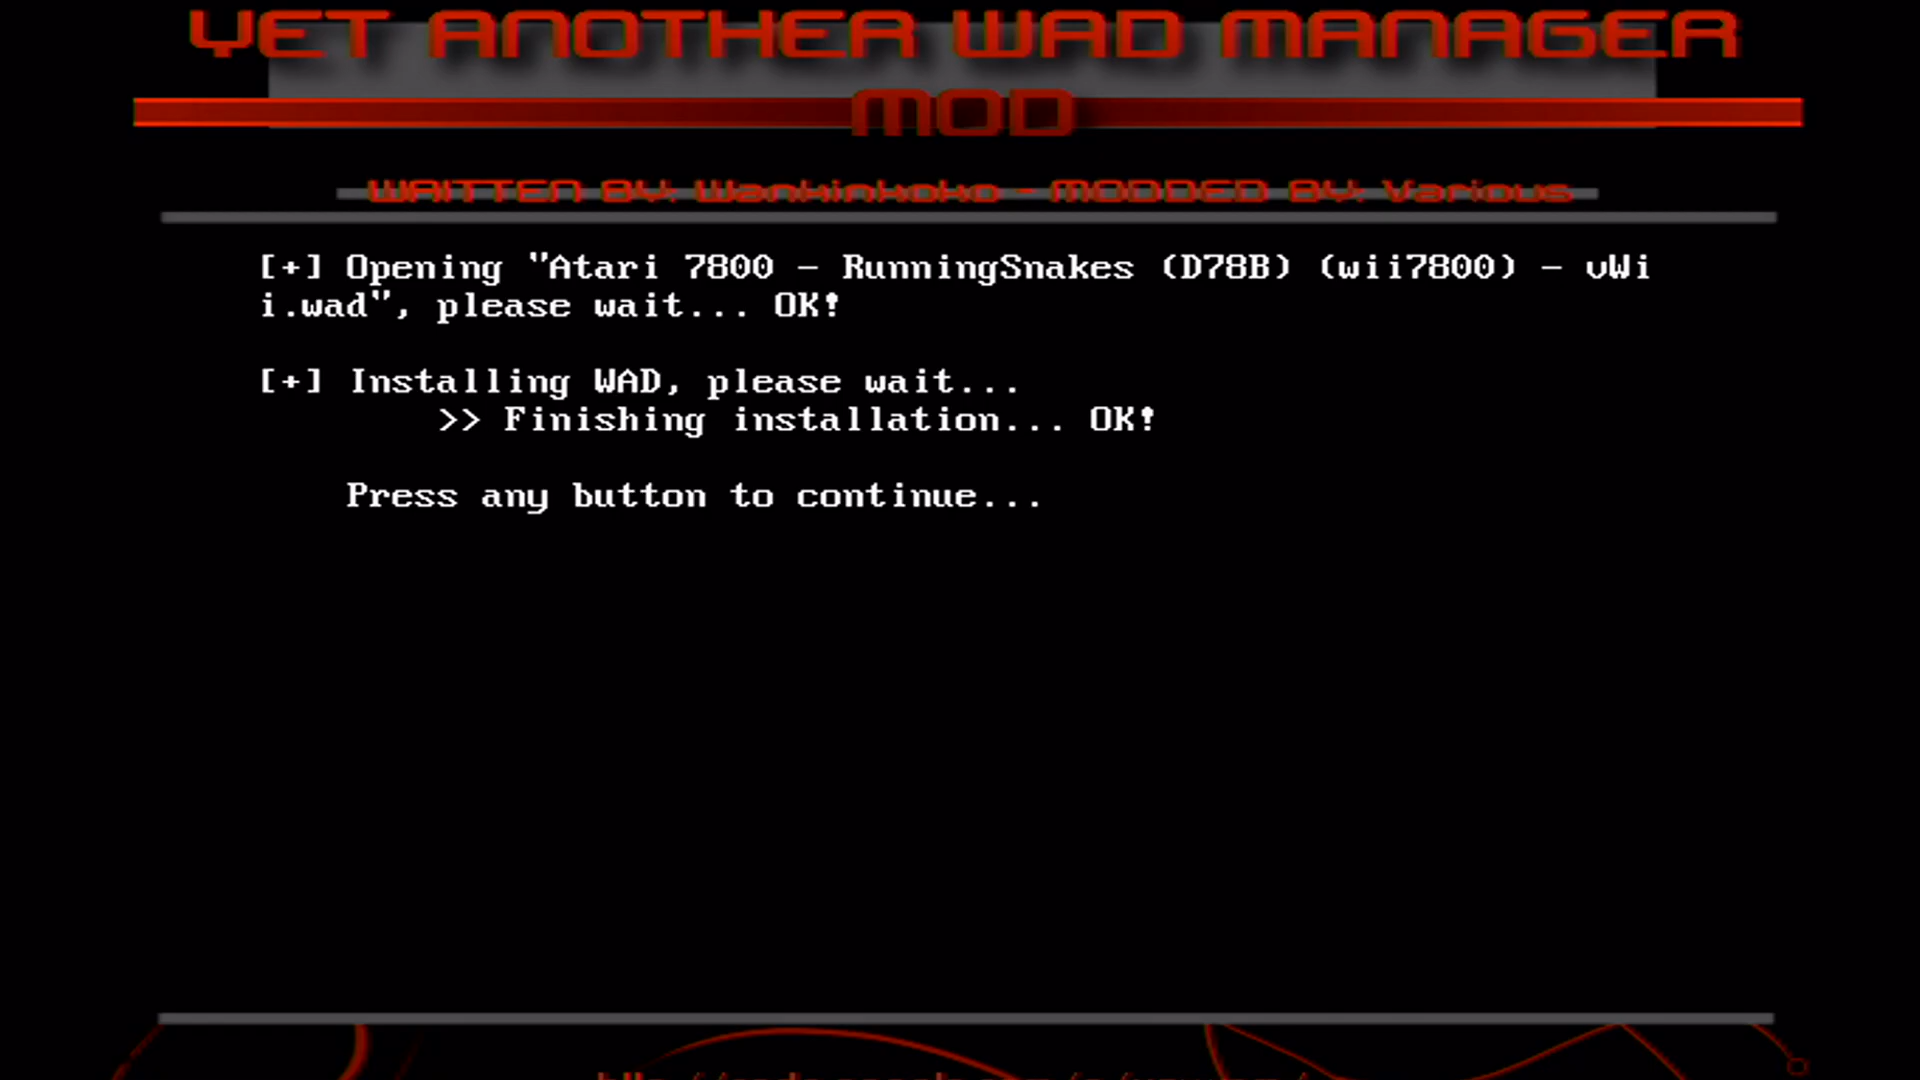 YET ANOTHER WAD MANAGER
MOD
WRITTEN BY: Waninkoko - MODDED BY: Various
[+] Opening "Atari 7800 - RunningSnakes (D78B) (wii7800) - vWi
i.wad", please wait... OK!
[+] Installing WAD, please wait...
>> Finishing installation... OK!
Press any button to continue...